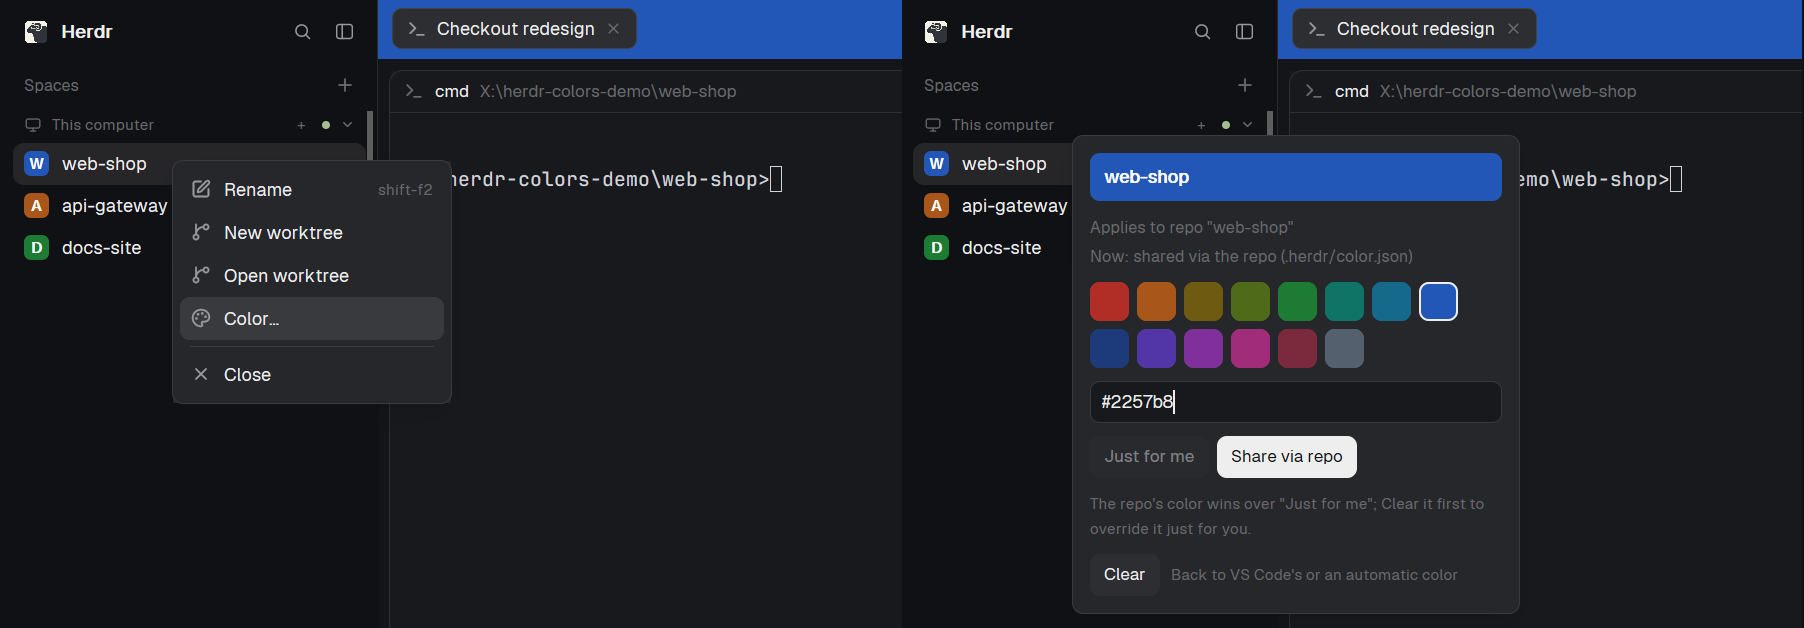 Herdr
Checkout redesign
Spaces
cmd X:\herdr-colors-demo\web-shop
This computer
W web-shop
herdr-colors-demo\web-shop>
Rename shift-f2
A api-gateway
New worktree
D docs-site
Open worktree
Color...
Close
Herdr
Checkout redesign
Spaces
cmd X:\herdr-colors-demo\web-shop
This computer
W web-shop
emo\web-shop>
A api-gateway
D docs-site
web-shop
Applies to repo "web-shop"
Now: shared via the repo (.herdr/color.json)
#2257b8
Just for me
Share via repo
The repo's color wins over "Just for me"; Clear it first to
override it just for you.
Clear
Back to VS Code's or an automatic color